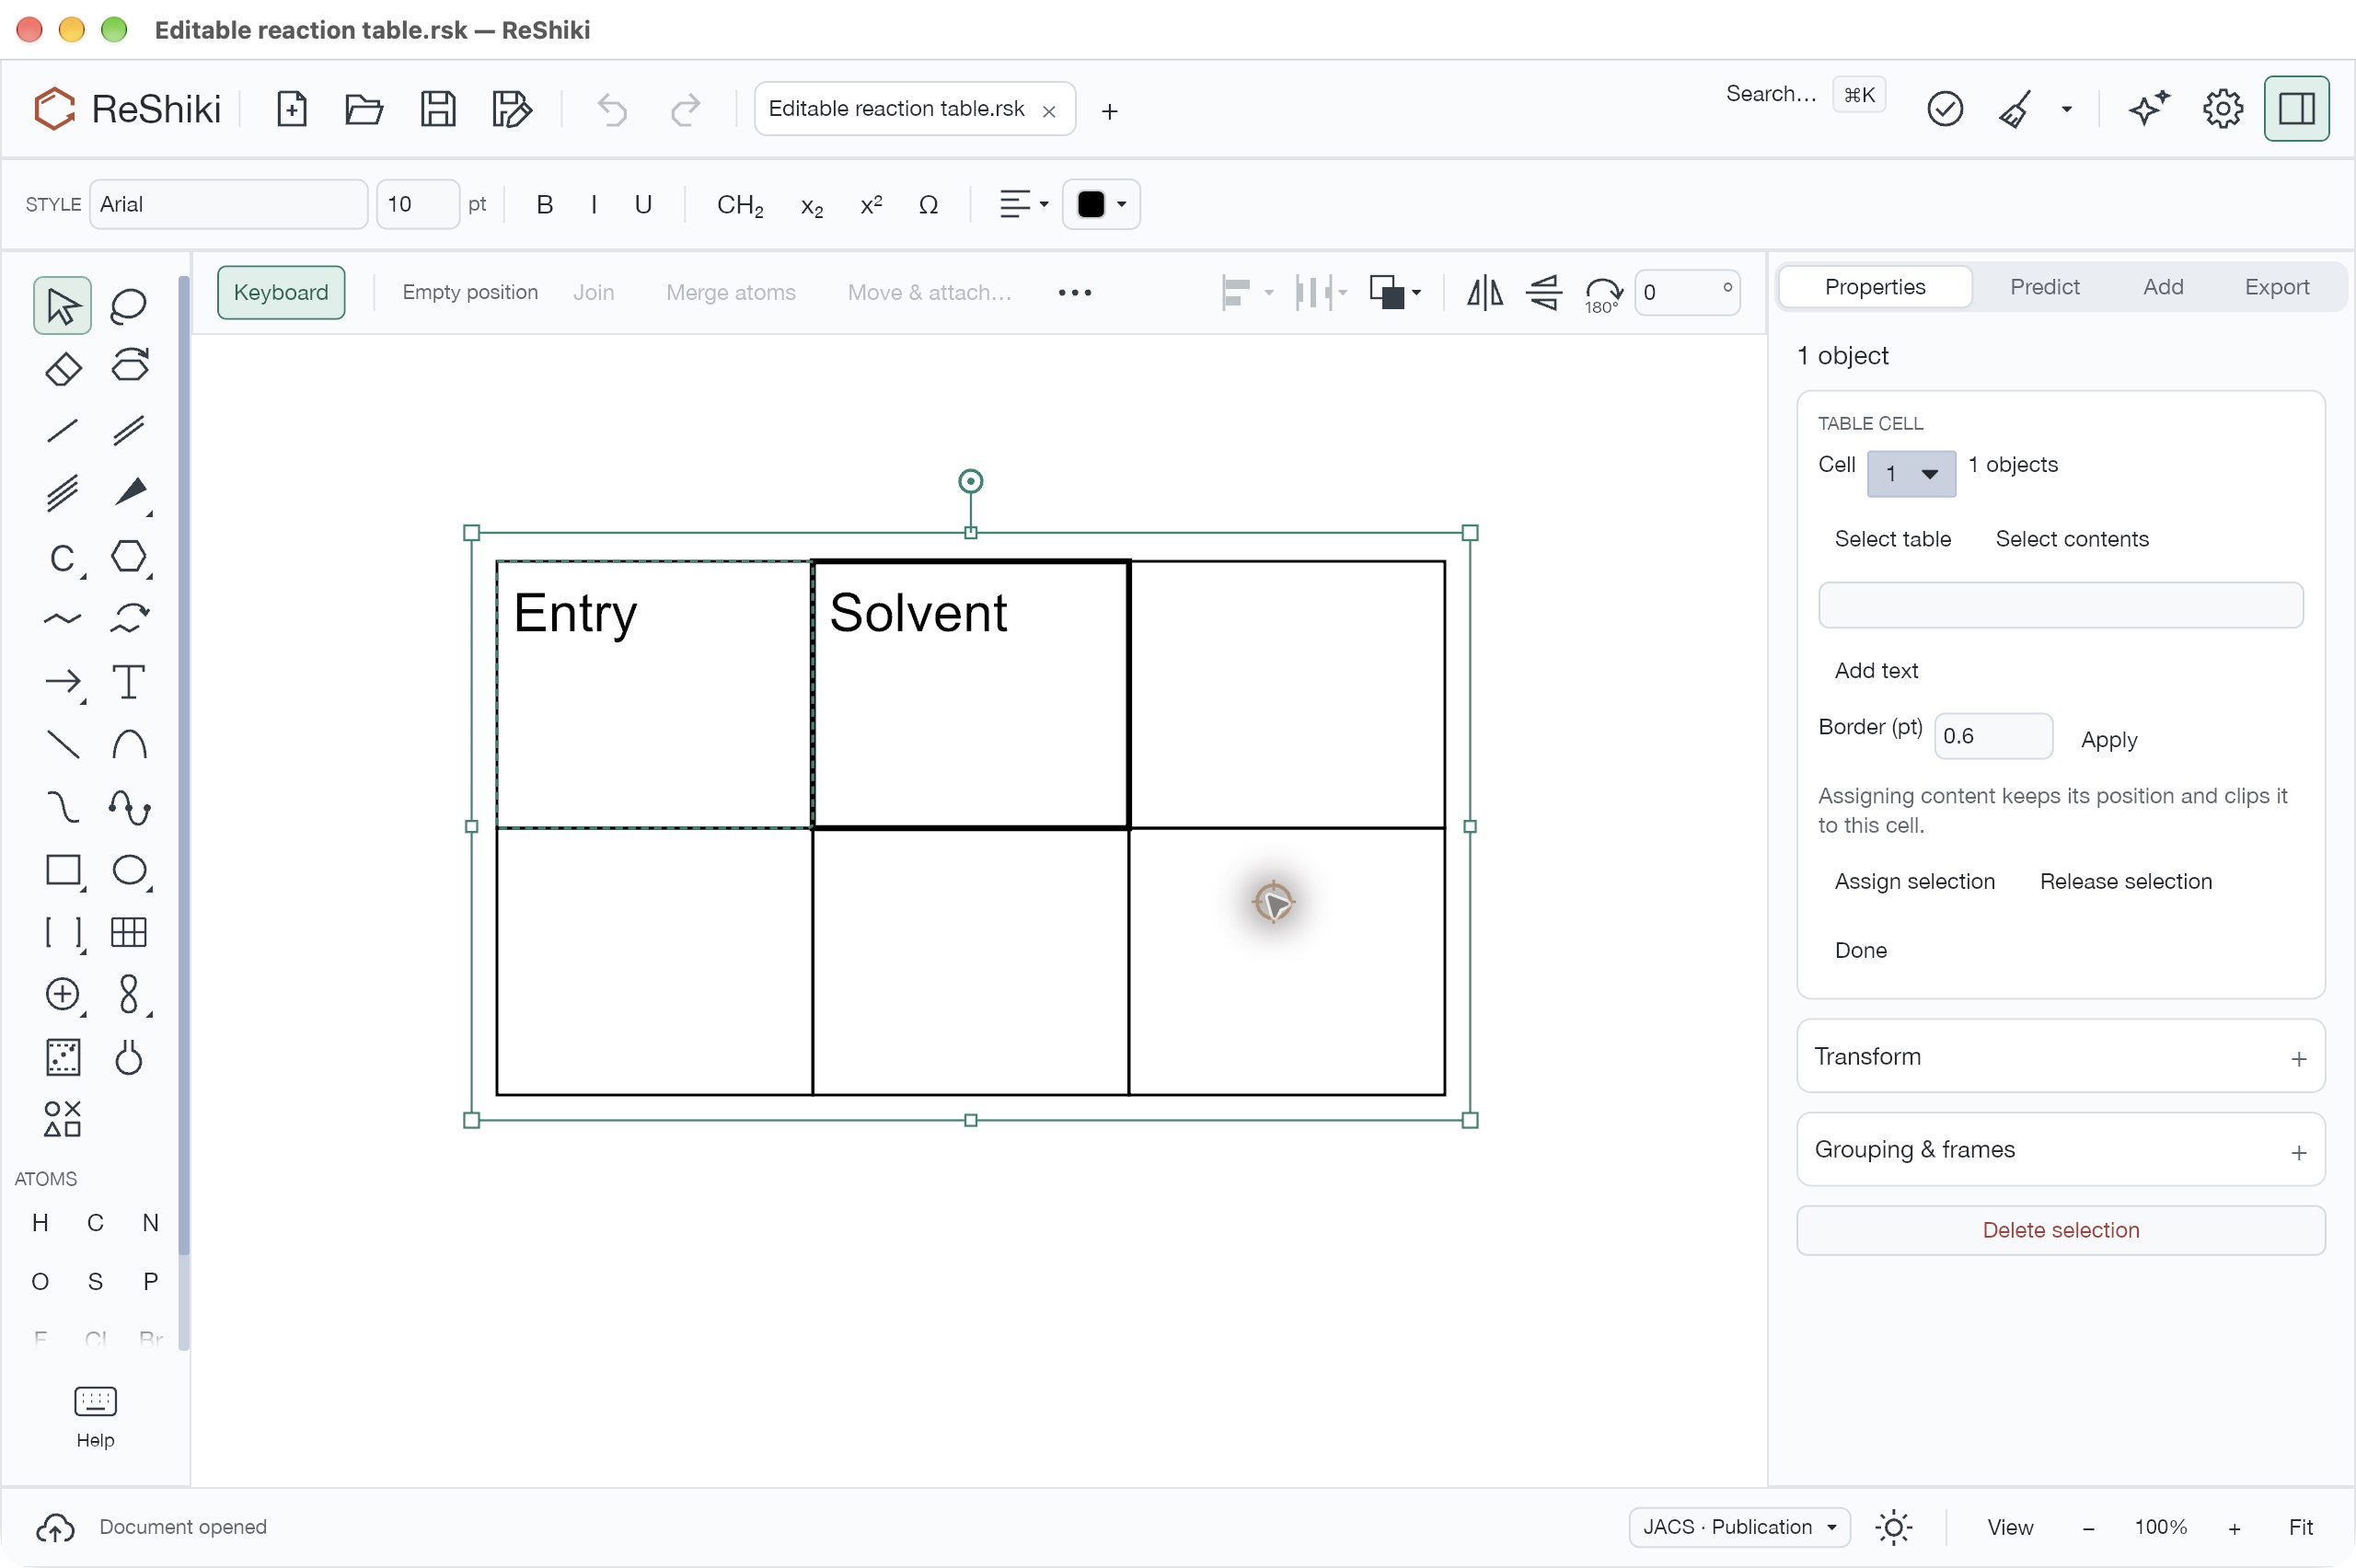 Editable reaction table.rsk — ReShiki
ReShiki
Editable reaction table.rsk × +
Search… ⌘K
STYLE Arial 10 pt B I U CH₂ x₂ x² Ω
Keyboard Empty position Join Merge atoms Move & attach… •••
180° 0 °
Properties Predict Add Export
1 object
TABLE CELL
Cell 1 1 objects
Select table Select contents
Add text
Border (pt) 0.6 Apply
Assigning content keeps its position and clips it
to this cell.
Assign selection Release selection
Done
Transform +
Grouping & frames +
Delete selection
Entry Solvent
C
T
[ ]
ATOMS
H C N
O S P
F Cl Br
Help
Document opened
JACS · Publication
View − 100% + Fit